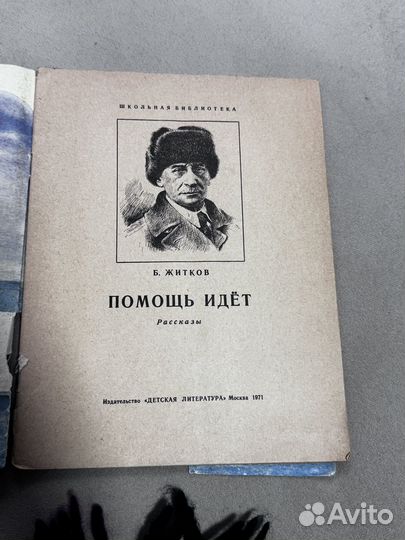 ШКОЛЬНАЯ БИБЛИОТЕКА
Б. ЖИТКОВ
ПОМОЩЬ ИДЁТ
Рассказы
Издательство «ДЕТСКАЯ ЛИТЕРАТУРА» Москва 1971
Avito